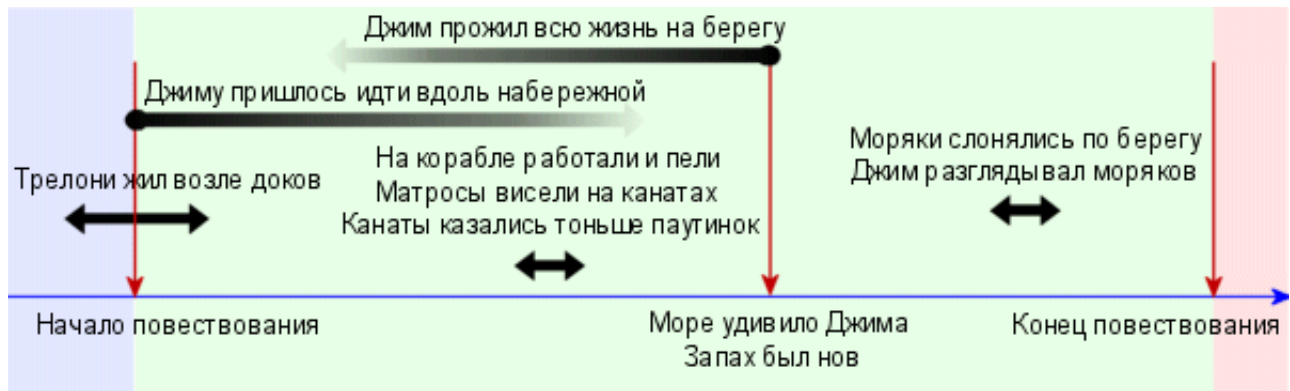 Джим прожил всю жизнь на берегу
Джиму пришлось идти вдоль набережной
Трелони жил возле доков
На корабле работали и пели
Матросы висели на канатах
Канаты казались тоньше паутинок
Моряки слонялись по берегу
Джим разглядывал моряков
Начало повествования
Море удивило Джима
Запах был нов
Конец повествования